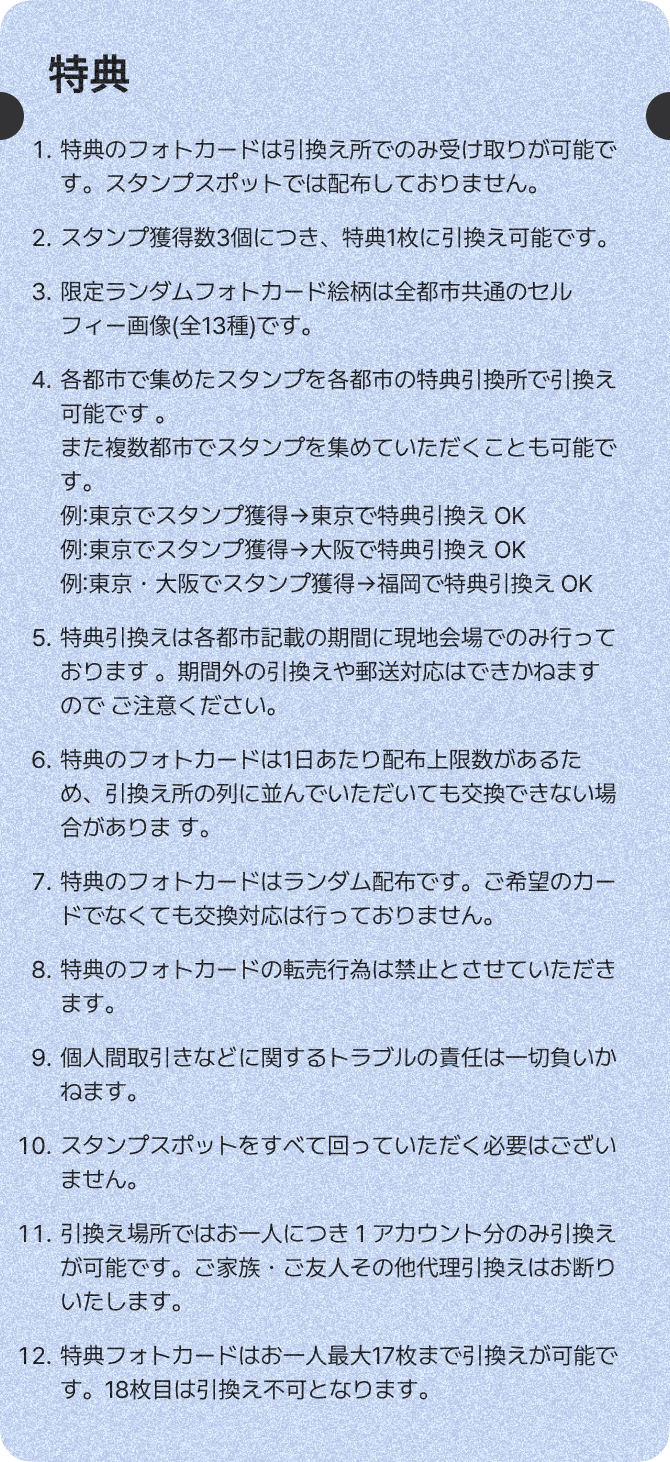 特典
1. 特典のフォトカードは引換え所でのみ受け取りが可能で
す。スタンプスポットでは配布しておりません。
2. スタンプ獲得数3個につき、特典1枚に引換え可能です。
3. 限定ランダムフォトカード絵柄は全都市共通のセル
フィー画像(全13種)です。
4. 各都市で集めたスタンプを各都市の特典引換所で引換え
可能です 。
また複数都市でスタンプを集めていただくことも可能で
す。
例:東京でスタンプ獲得→東京で特典引換え OK
例:東京でスタンプ獲得→大阪で特典引換え OK
例:東京・大阪でスタンプ獲得→福岡で特典引換え OK
5. 特典引換えは各都市記載の期間に現地会場でのみ行って
おります 。期間外の引換えや郵送対応はできかねます
ので ご注意ください。
6. 特典のフォトカードは1日あたり配布上限数があるた
め、引換え所の列に並んでいただいても交換できない場
合がありま す。
7. 特典のフォトカードはランダム配布です。ご希望のカー
ドでなくても交換対応は行っておりません。
8. 特典のフォトカードの転売行為は禁止とさせていただき
ます。
9. 個人間取引きなどに関するトラブルの責任は一切負いか
ねます。
10. スタンプスポットをすべて回っていただく必要はござい
ません。
11. 引換え場所ではお一人につき 1 アカウント分のみ引換え
が可能です。ご家族・ご友人その他代理引換えはお断り
いたします。
12. 特典フォトカードはお一人最大17枚まで引換えが可能で
す。18枚目は引換え不可となります。